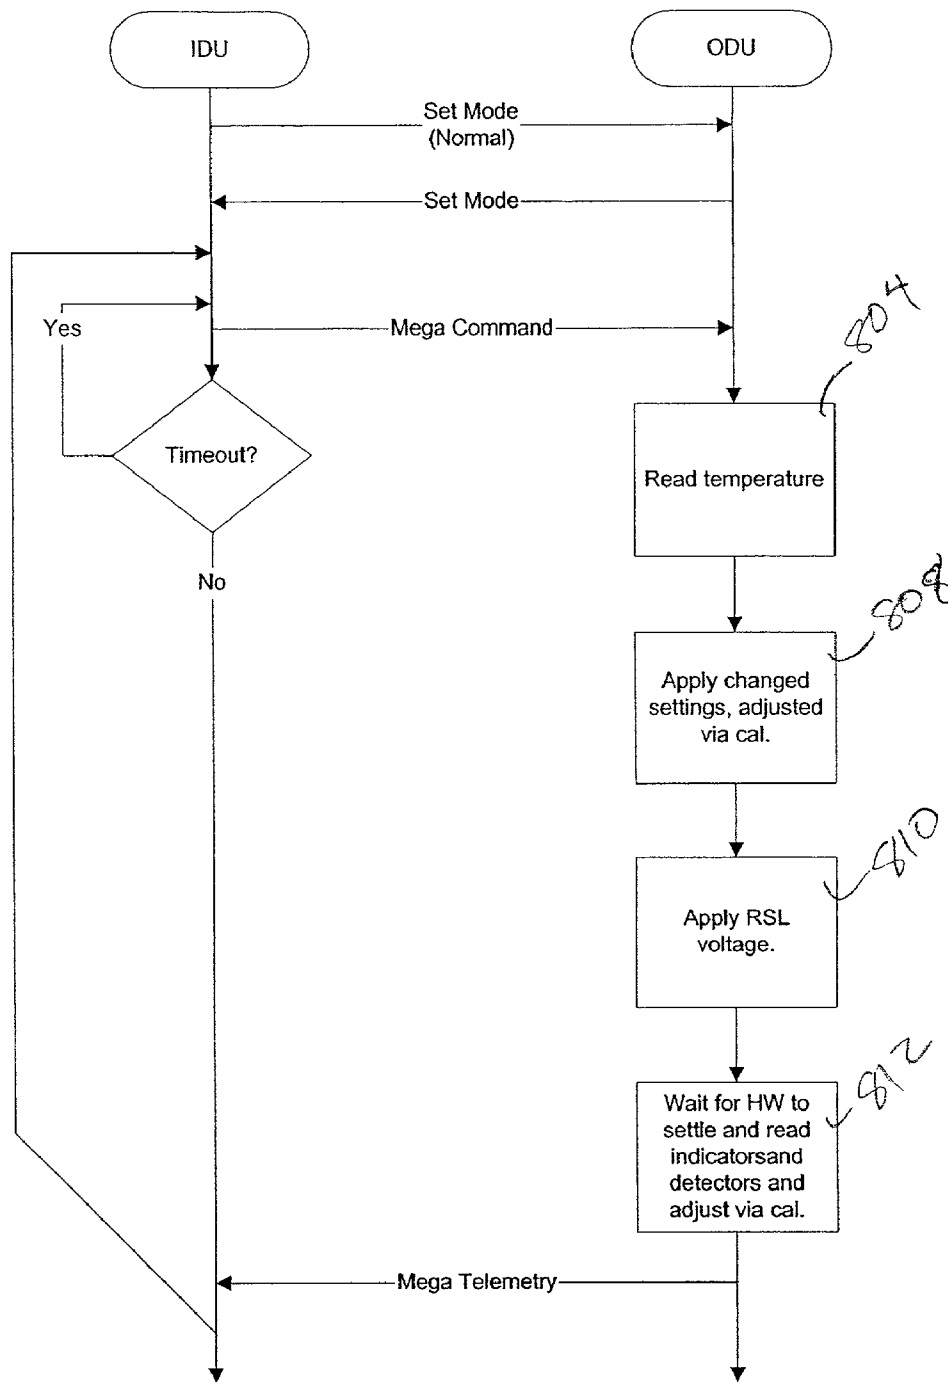 IDU
ODU
Set Mode
(Normal)
Set Mode
Yes
Mega Command
804
Timeout?
Read temperature
No
808
Apply changed
settings, adjusted
via cal.
810
Apply RSL
voltage.
812
Wait for HW to
settle and read
indicatorsand
detectors and
adjust via cal.
Mega Telemetry